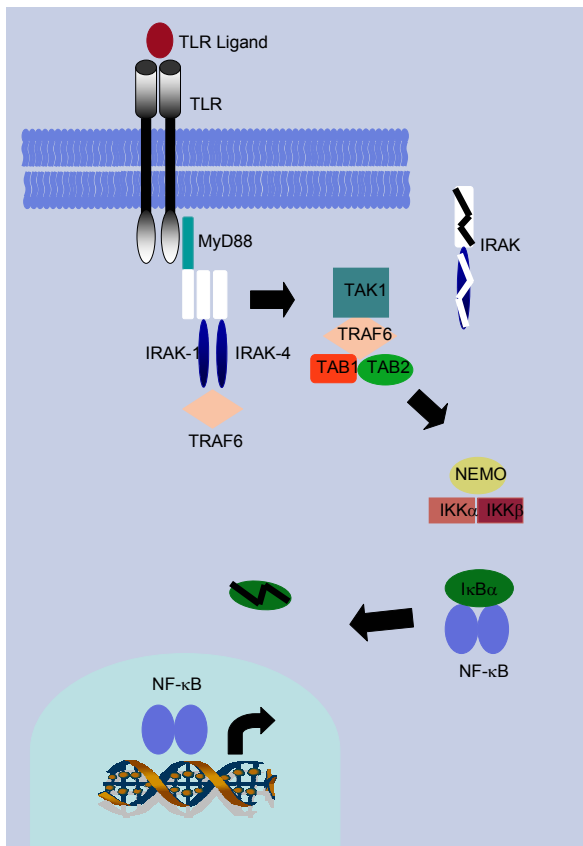 TLR Ligand
TLR
MyD88
IRAK
TAK1
TRAF6
IRAK-1 IRAK-4
TAB1 TAB2
TRAF6
NEMO
IKKα IKKβ
IκBα
NF-κB
NF-κB